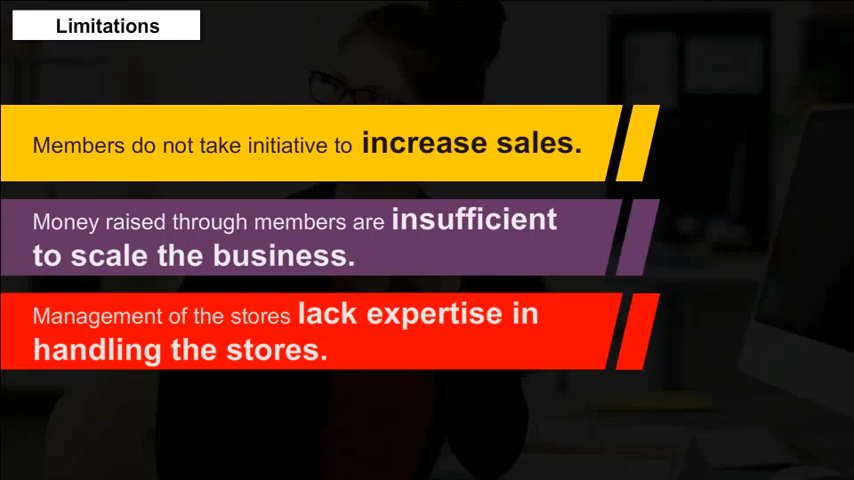 Limitations
Members do not take initiative to increase sales.
Money raised through members are insufficient
to scale the business.
Management of the stores lack expertise in
handling the stores.